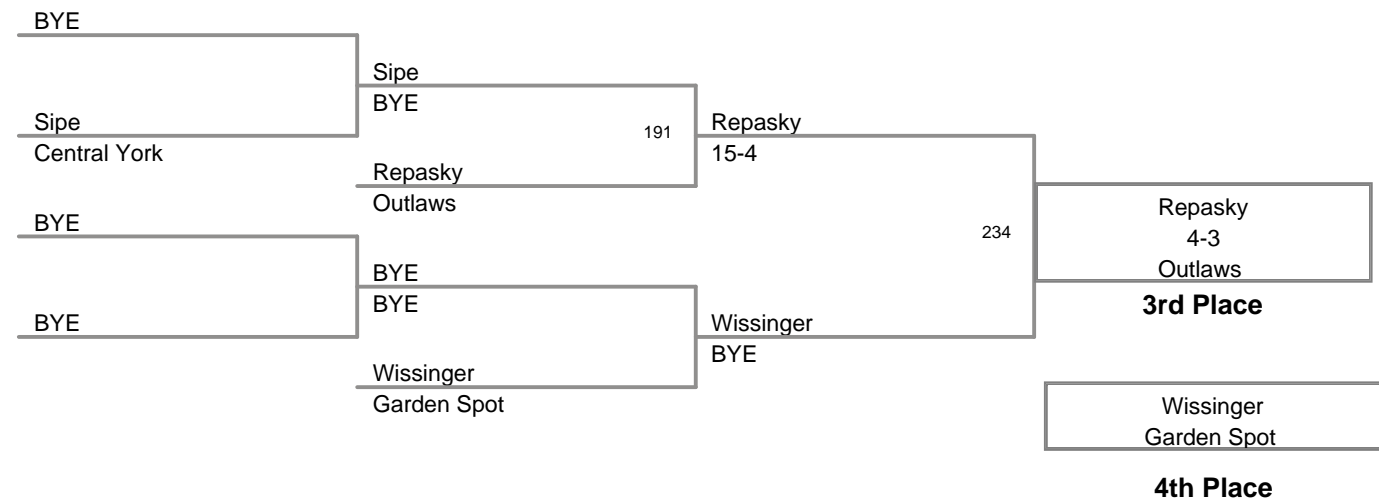 BYE
Sipe
BYE
Sipe
191
Repasky
Central York
15-4
Repasky
Outlaws
Repasky
BYE
234
4-3
Outlaws
BYE
BYE
3rd Place
BYE
Wissinger
BYE
Wissinger
Garden Spot
Wissinger
Garden Spot
4th Place